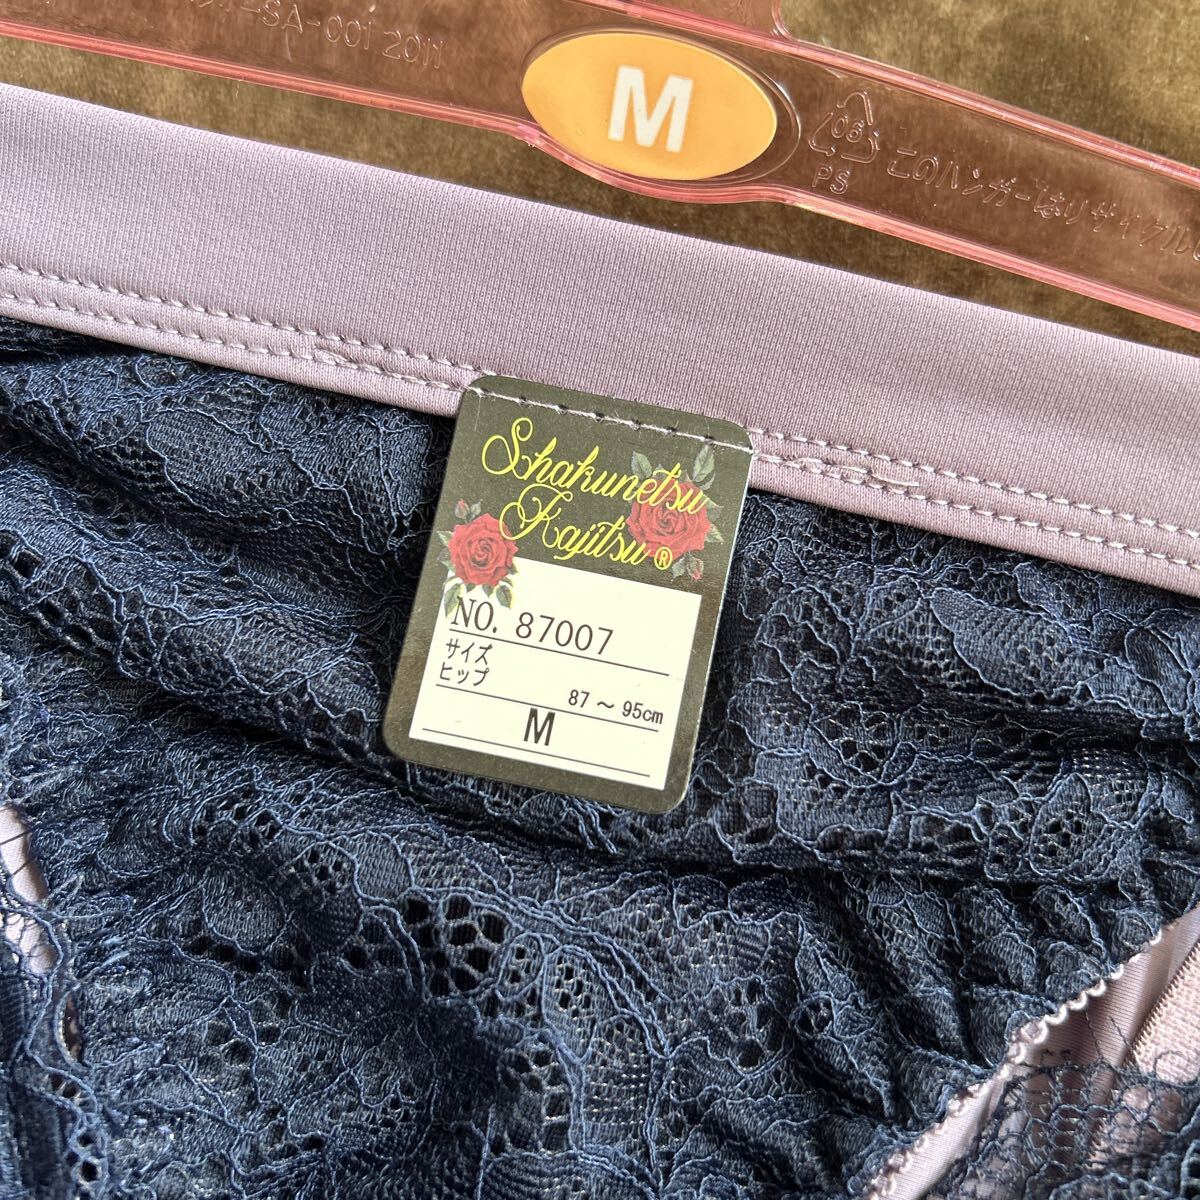 -SA-001 2011
M
06
PS
このハンガーはリサイクル
Shakunetsu
Kajitsu®
NO. 87007
サイズ
ヒップ
87 ～ 95cm
M